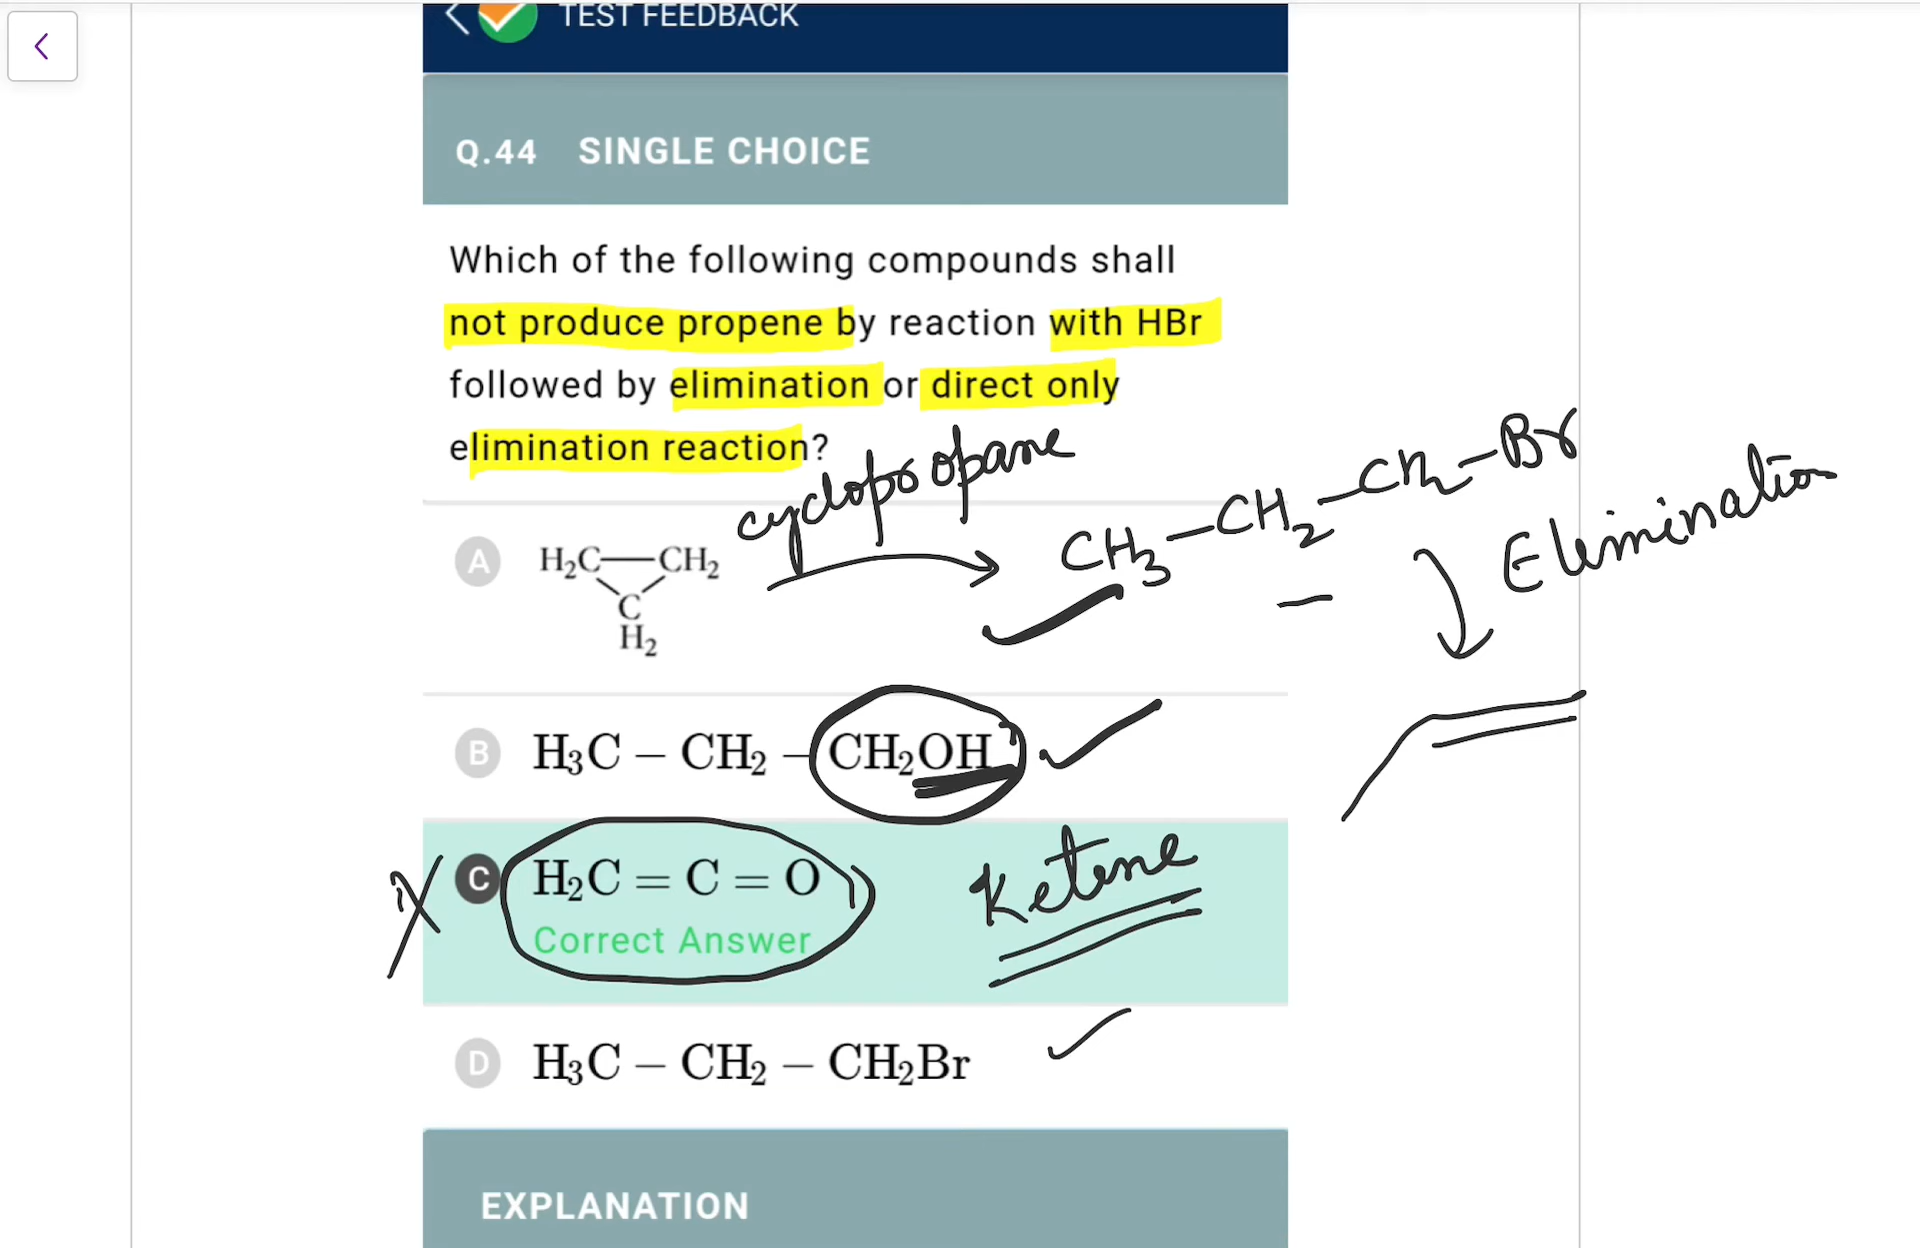 TEST FEEDBACK
Q.44 SINGLE CHOICE
Which of the following compounds shall
not produce propene by reaction with HBr
followed by elimination or direct only
elimination reaction?
cyclopropane
CH₃–CH₂–CH₂–Br
Elimination
A H₂C—CH₂
C
H₂
B H₃C – CH₂ – CH₂OH
C H₂C = C = O
Correct Answer
Ketene
D H₃C – CH₂ – CH₂Br
EXPLANATION